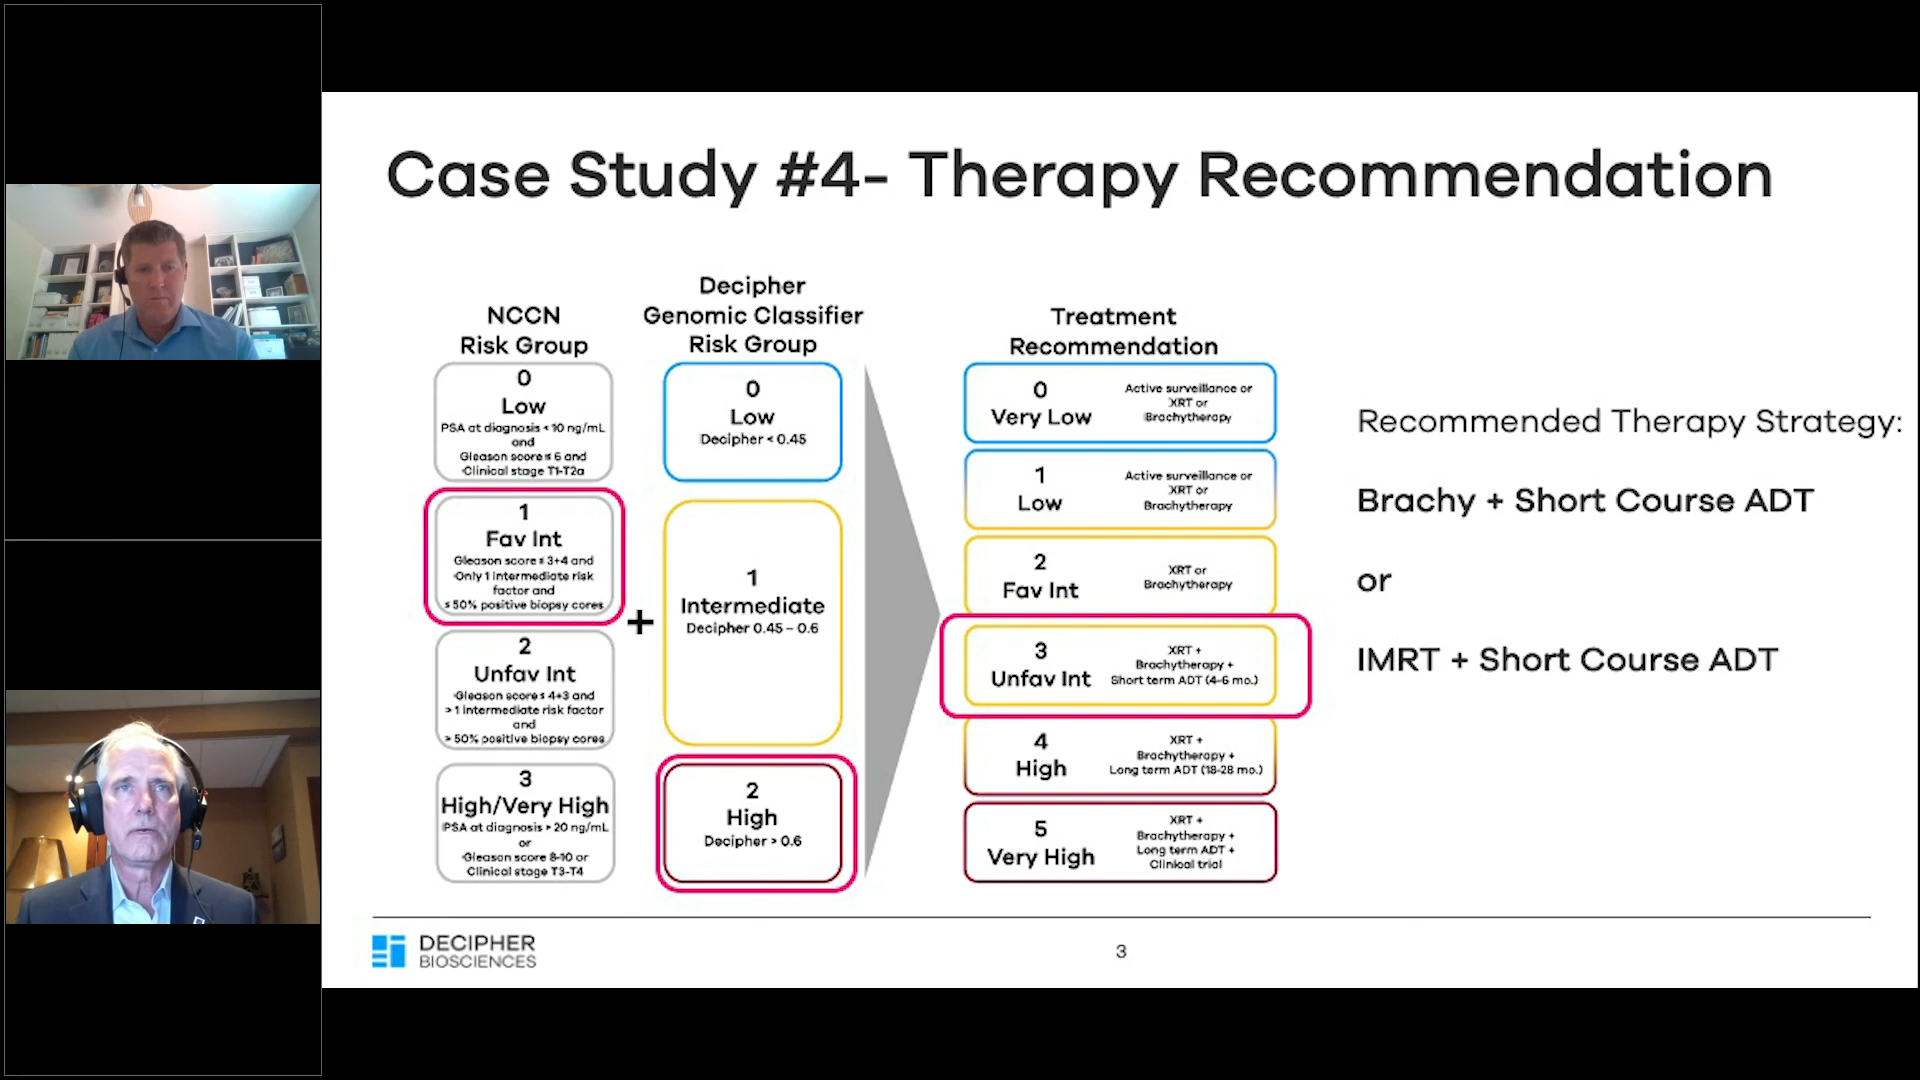 Case Study #4- Therapy Recommendation
NCCN
Risk Group
0
Low
PSA at diagnosis < 10 ng/mL
and
Gleason score ≤ 6 and
Clinical stage T1-T2a
1
Fav Int
Gleason score ≤ 3+4 and
Only 1 intermediate risk
factor and
≤ 50% positive biopsy cores
2
Unfav Int
Gleason score ≤ 4+3 and
> 1 intermediate risk factor
and
> 50% positive biopsy cores
3
High/Very High
PSA at diagnosis > 20 ng/mL
or
Gleason score 8-10 or
Clinical stage T3-T4
+
Decipher
Genomic Classifier
Risk Group
0
Low
Decipher < 0.45
1
Intermediate
Decipher 0.45 – 0.6
2
High
Decipher > 0.6
Treatment
Recommendation
0
Very Low
Active surveillance or
XRT or
Brachytherapy
1
Low
Active surveillance or
XRT or
Brachytherapy
2
Fav Int
XRT or
Brachytherapy
3
Unfav Int
XRT +
Brachytherapy +
Short term ADT (4-6 mo.)
4
High
XRT +
Brachytherapy +
Long term ADT (18-28 mo.)
5
Very High
XRT +
Brachytherapy +
Long term ADT +
Clinical trial
Recommended Therapy Strategy:
Brachy + Short Course ADT
or
IMRT + Short Course ADT
DECIPHER
BIOSCIENCES
3